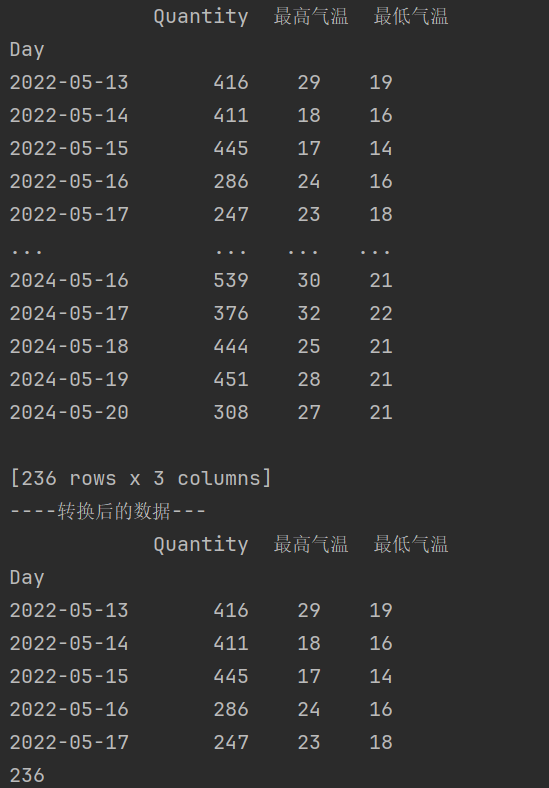 Quantity 最高气温 最低气温
Day
2022-05-13 416 29 19
2022-05-14 411 18 16
2022-05-15 445 17 14
2022-05-16 286 24 16
2022-05-17 247 23 18
... ... ... ...
2024-05-16 539 30 21
2024-05-17 376 32 22
2024-05-18 444 25 21
2024-05-19 451 28 21
2024-05-20 308 27 21
[236 rows x 3 columns]
----转换后的数据---
Quantity 最高气温 最低气温
Day
2022-05-13 416 29 19
2022-05-14 411 18 16
2022-05-15 445 17 14
2022-05-16 286 24 16
2022-05-17 247 23 18
236